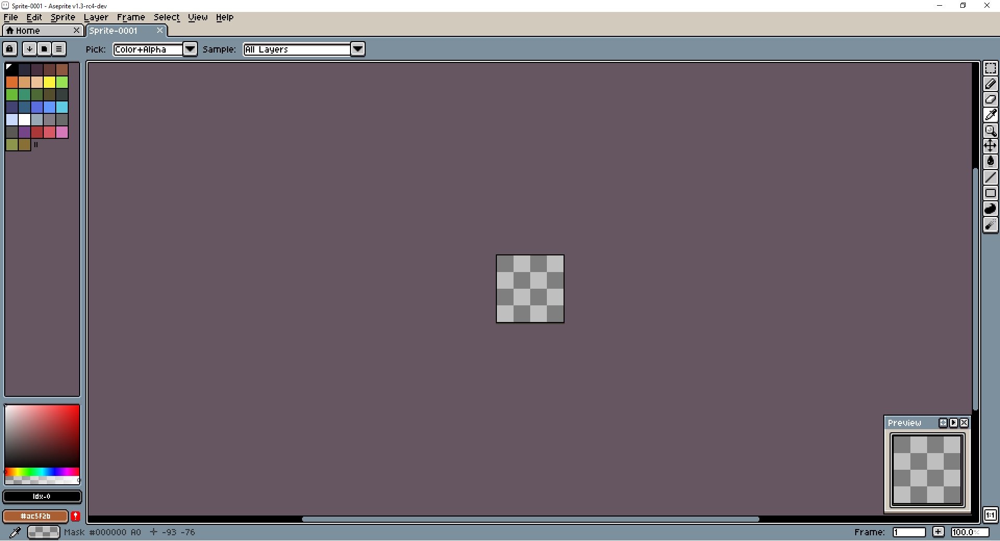 Sprite-0001 - Aseprite v1.3-rc4-dev
File Edit Sprite Layer Frame Select View Help
Home Sprite-0001
Pick: Color+Alpha Sample: All Layers
Preview
Idx-0
#ac5f2b
1:1
Mask #000000 A0 -93 -76 Frame: 1 100.0%